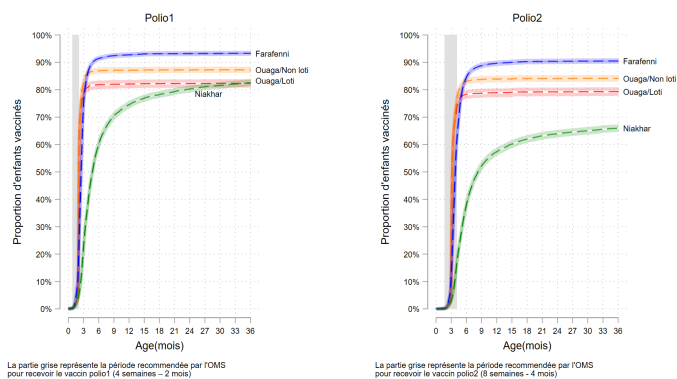 Polio1
Proportion d'enfants vaccinés
100%
90%
80%
70%
60%
50%
40%
30%
20%
10%
0%
Farafenni
Ouaga/Non loti
Ouaga/Loti
Niakhar
0 3 6 9 12 15 18 21 24 27 30 33 36
Age(mois)
La partie grise représente la période recommendée par l'OMS
pour recevoir le vaccin polio1 (4 semaines – 2 mois)
Polio2
Proportion d'enfants vaccinés
100%
90%
80%
70%
60%
50%
40%
30%
20%
10%
0%
Farafenni
Ouaga/Non loti
Ouaga/Loti
Niakhar
0 3 6 9 12 15 18 21 24 27 30 33 36
Age(mois)
La partie grise représente la période recommendée par l'OMS
pour recevoir le vaccin polio2 (8 semaines - 4 mois)